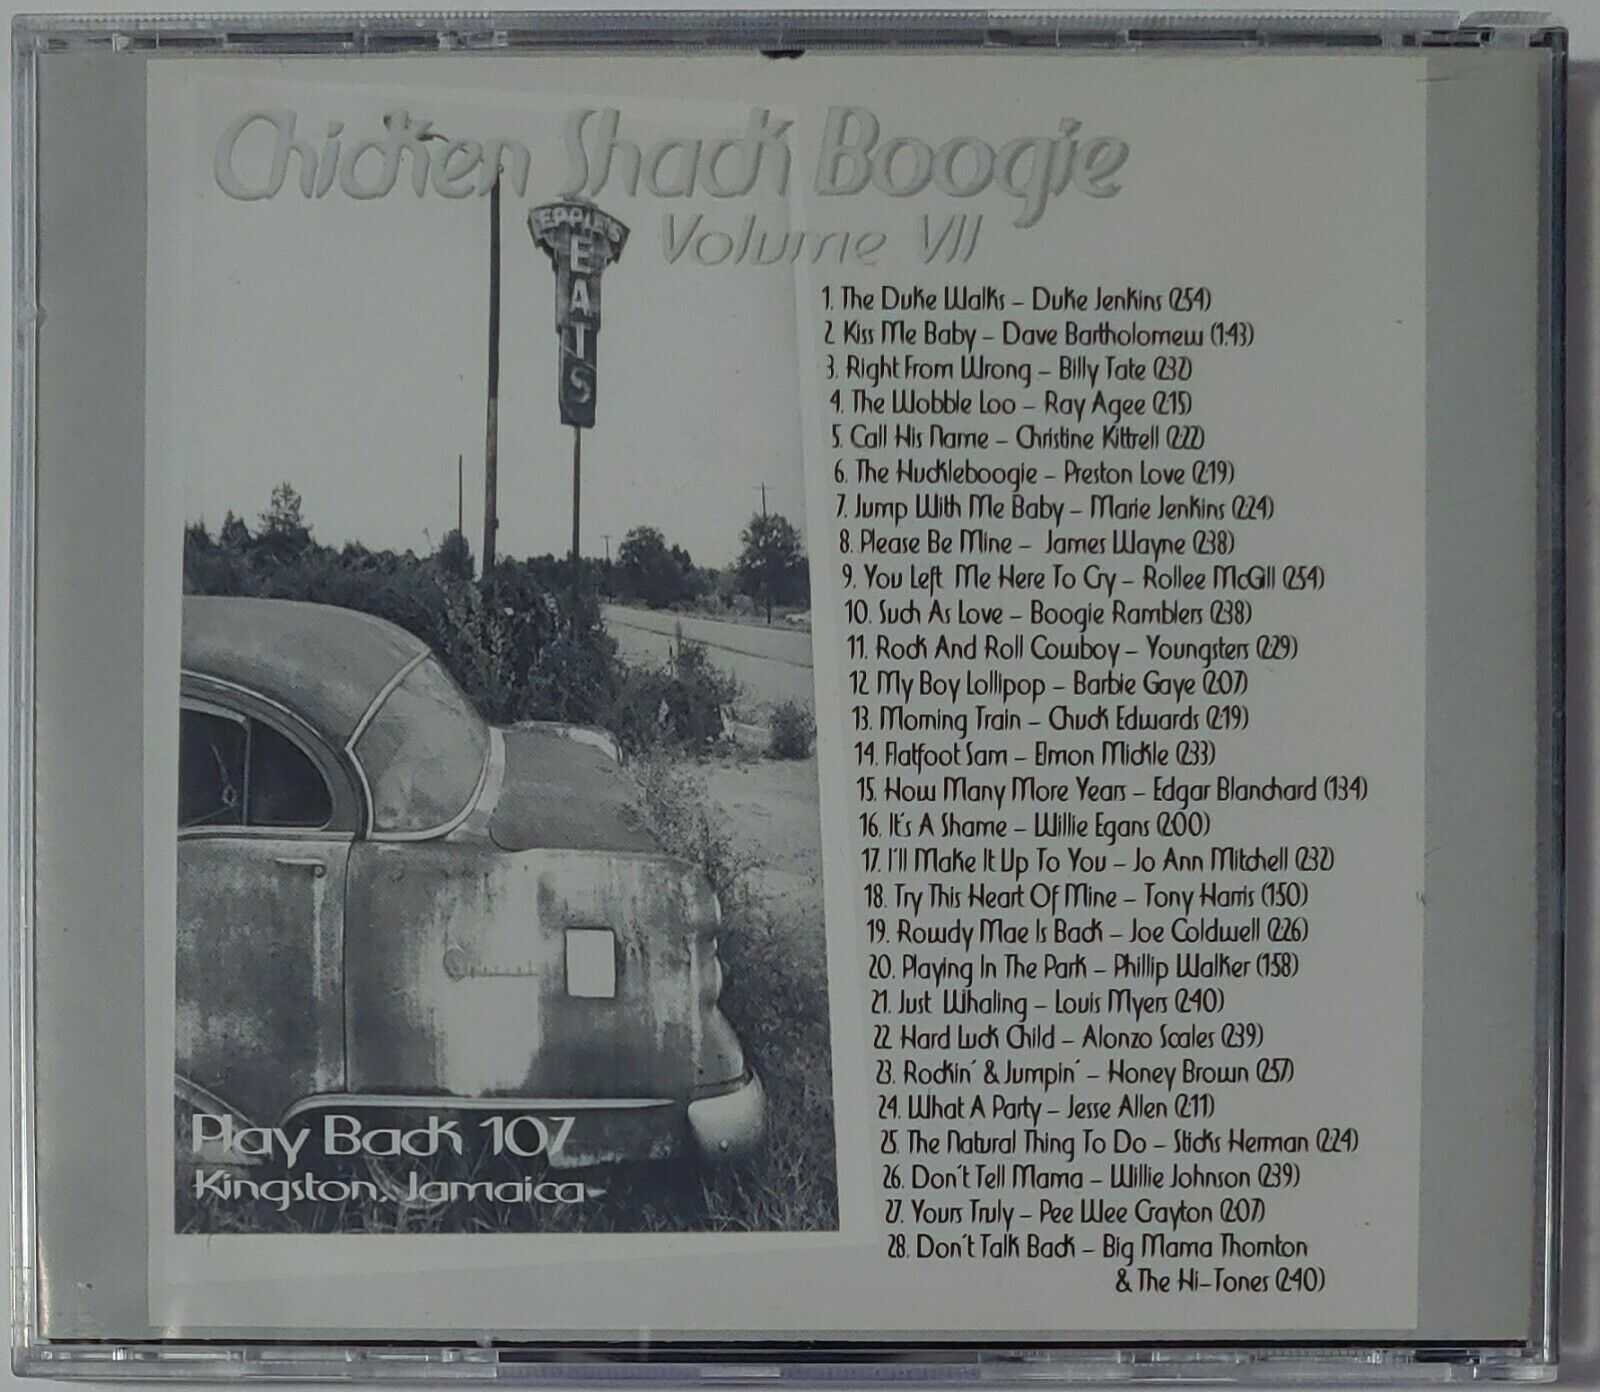 Chicken Shack Boogie
Volume VII
EPPIE'S
EATS
1. The Duke Walks – Duke Jenkins (2:54)
2. Kiss Me Baby – Dave Bartholomew (1:43)
3. Right From Wrong – Billy Tate (2:32)
4. The Wobble Loo – Ray Agee (2:15)
5. Call His Name – Christine Kittrell (2:22)
6. The Huckleboogie – Preston Love (2:19)
7. Jump With Me Baby – Marie Jenkins (2:24)
8. Please Be Mine – James Wayne (2:38)
9. You Left Me Here To Cry – Rollee McGill (2:54)
10. Such As Love – Boogie Ramblers (2:38)
11. Rock And Roll Cowboy – Youngsters (2:29)
12. My Boy Lollipop – Barbie Gaye (2:07)
13. Morning Train – Chuck Edwards (2:19)
14. Flatfoot Sam – Elmon Mickle (2:33)
15. How Many More Years – Edgar Blanchard (1:34)
16. It's A Shame – Willie Egans (2:00)
17. I'll Make It Up To You – Jo Ann Mitchell (2:32)
18. Try This Heart Of Mine – Tony Harris (1:50)
19. Rowdy Mae Is Back – Joe Coldwell (2:26)
20. Playing In The Park – Phillip Walker (1:58)
21. Just Whaling – Louis Myers (2:40)
22. Hard Luck Child – Alonzo Scales (2:39)
23. Rockin' & Jumpin' – Honey Brown (2:57)
24. What A Party – Jesse Allen (2:11)
25. The Natural Thing To Do – Sticks Herman (2:24)
26. Don't Tell Mama – Willie Johnson (2:39)
27. Yours Truly – Pee Wee Crayton (2:07)
28. Don't Talk Back – Big Mama Thornton
& The Hi-Tones (2:40)
Play Back 107
Kingston, Jamaica